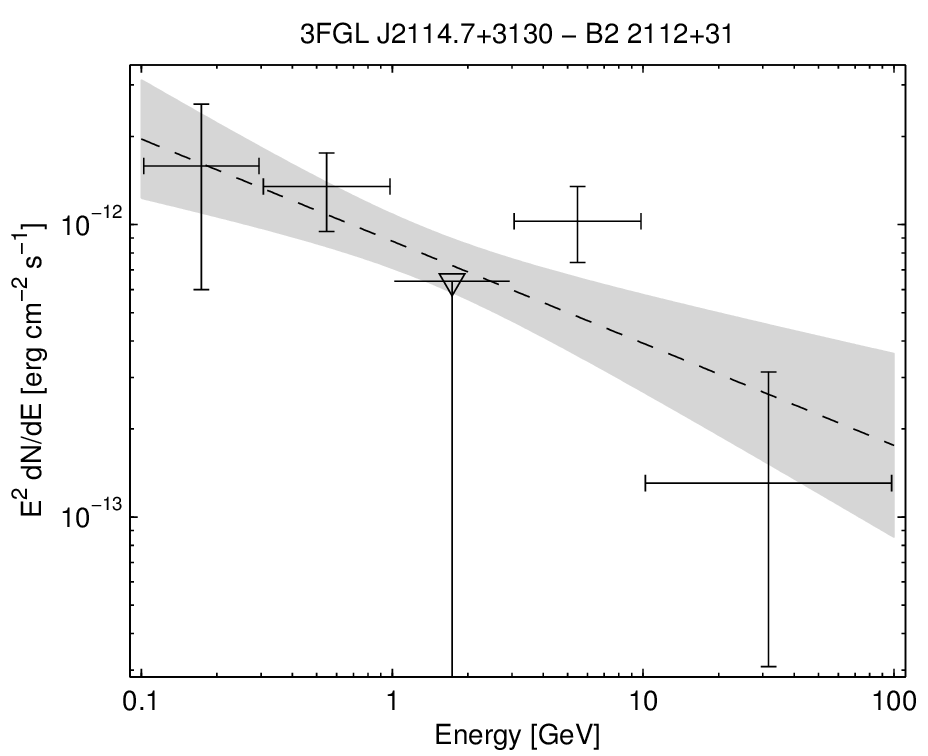 3FGL J2114.7+3130 − B2 2112+31
E² dN/dE [erg cm⁻² s⁻¹]
10⁻¹²
10⁻¹³
0.1 1 10 100
Energy [GeV]